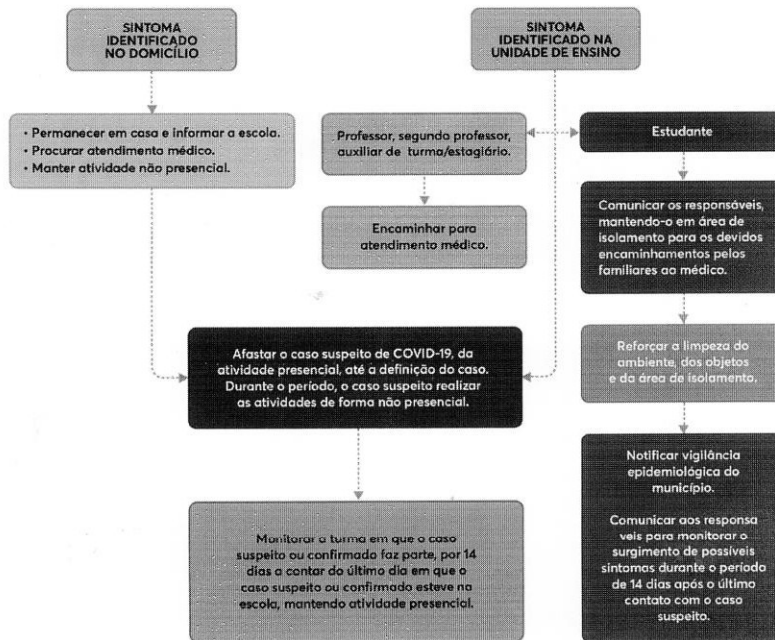 SINTOMA
IDENTIFICADO
NO DOMICÍLIO
SINTOMA
IDENTIFICADO NA
UNIDADE DE ENSINO
• Permanecer em casa e informar a escola.
• Procurar atendimento médico.
• Manter atividade não presencial.
Professor, segundo professor,
auxiliar de turma/estagiário.
Estudante
Encaminhar para
atendimento médico.
Comunicar os responsáveis,
mantendo-o em área de
isolamento para os devidos
encaminhamentos pelos
familiares ao médico.
Afastar o caso suspeito de COVID-19, da
atividade presencial, até a definição do caso.
Durante o período, o caso suspeito realizar
as atividades de forma não presencial.
Reforçar a limpeza do
ambiente, dos objetos
e da área de isolamento.
Monitorar a turma em que o caso
suspeito ou confirmado faz parte, por 14
dias a contar do último dia em que o
caso suspeito ou confirmado esteve na
escola, mantendo atividade presencial.
Notificar vigilância
epidemiológica do
município.
Comunicar aos responsa
veis para monitorar o
surgimento de possíveis
sintomas durante o período
de 14 dias após o último
contato com o caso
suspeito.